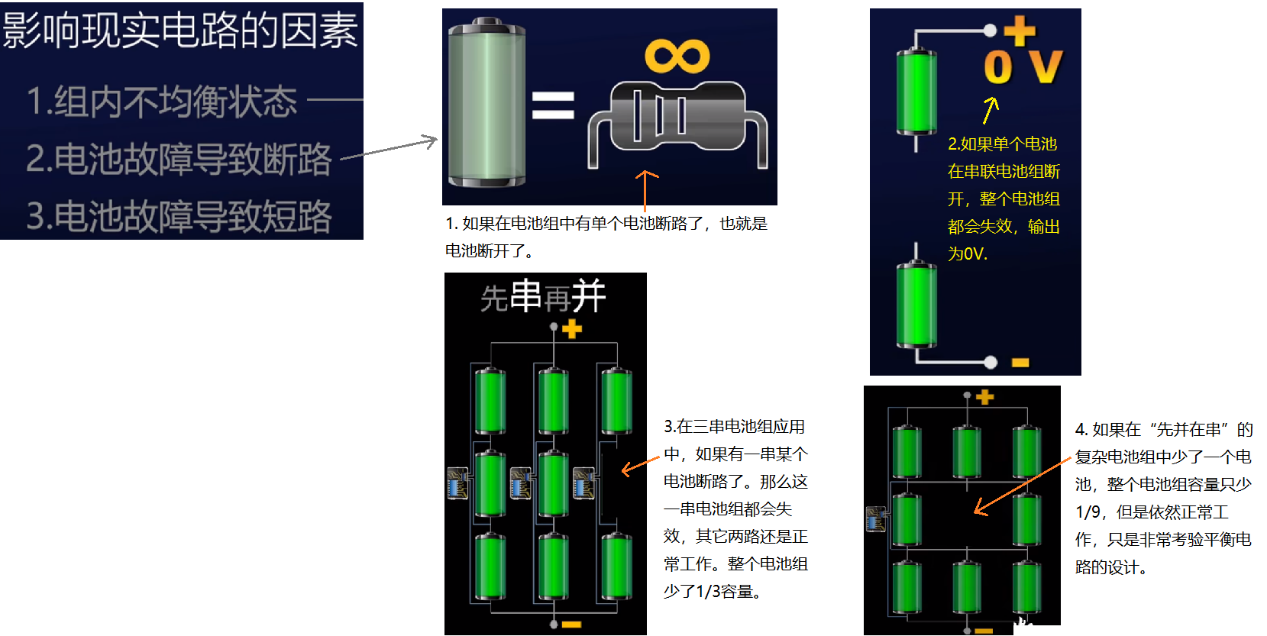 影响现实电路的因素
1.组内不均衡状态
2.电池故障导致断路
3.电池故障导致短路
∞
=
1. 如果在电池组中有单个电池断路了，也就是
电池断开了。
+
0 V
2.如果单个电池
在串联电池组断
开，整个电池组
都会失效，输出
为0V.
-
先串再并
+
3.在三串电池组应用
中，如果有一串某个
电池断路了。那么这
一串电池组都会失
效，其它两路还是正
常工作。整个电池组
少了1/3容量。
-
+
4. 如果在“先并在串”的
复杂电池组中少了一个电
池，整个电池组容量只少
1/9，但是依然正常工
作，只是非常考验平衡电
路的设计。
-